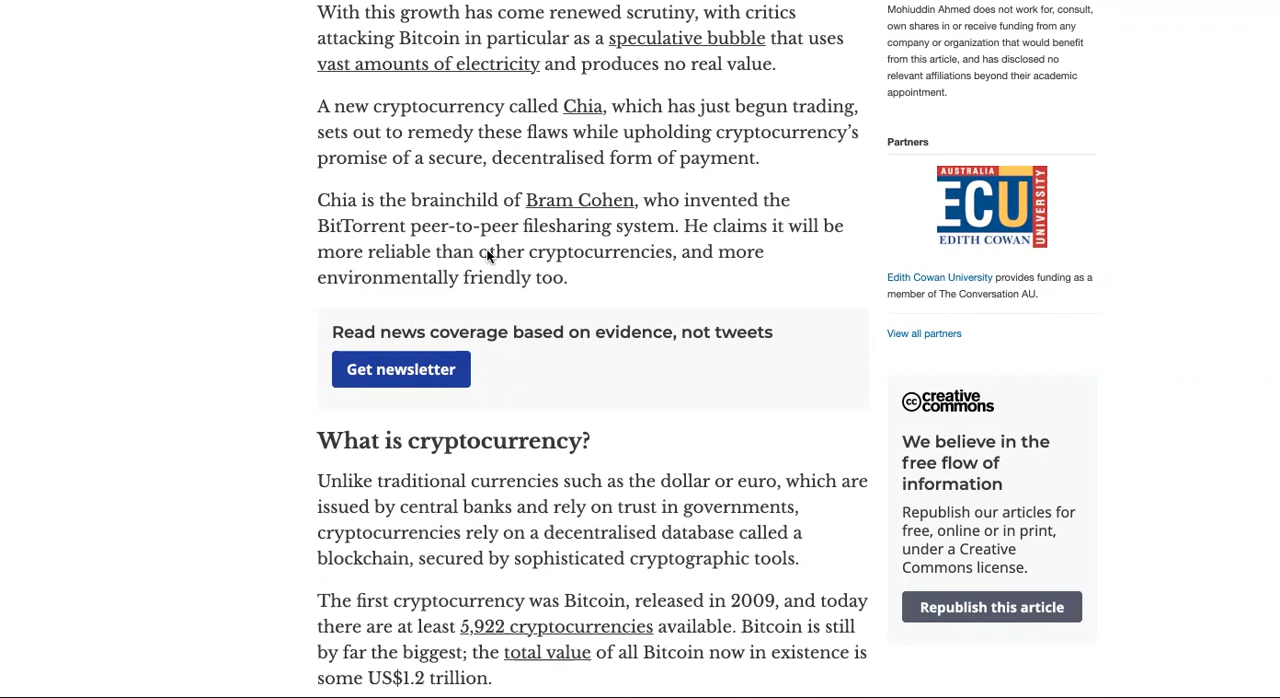 With this growth has come renewed scrutiny, with critics
attacking Bitcoin in particular as a speculative bubble that uses
vast amounts of electricity and produces no real value.
A new cryptocurrency called Chia, which has just begun trading,
sets out to remedy these flaws while upholding cryptocurrency’s
promise of a secure, decentralised form of payment.
Chia is the brainchild of Bram Cohen, who invented the
BitTorrent peer-to-peer filesharing system. He claims it will be
more reliable than other cryptocurrencies, and more
environmentally friendly too.
Read news coverage based on evidence, not tweets
Get newsletter
What is cryptocurrency?
Unlike traditional currencies such as the dollar or euro, which are
issued by central banks and rely on trust in governments,
cryptocurrencies rely on a decentralised database called a
blockchain, secured by sophisticated cryptographic tools.
The first cryptocurrency was Bitcoin, released in 2009, and today
there are at least 5,922 cryptocurrencies available. Bitcoin is still
by far the biggest; the total value of all Bitcoin now in existence is
some US$1.2 trillion.
Mohiuddin Ahmed does not work for, consult,
own shares in or receive funding from any
company or organization that would benefit
from this article, and has disclosed no
relevant affiliations beyond their academic
appointment.
Partners
AUSTRALIA
ECU
EDITH COWAN
UNIVERSITY
Edith Cowan University provides funding as a
member of The Conversation AU.
View all partners
cc creative
commons
We believe in the
free flow of
information
Republish our articles for
free, online or in print,
under a Creative
Commons license.
Republish this article